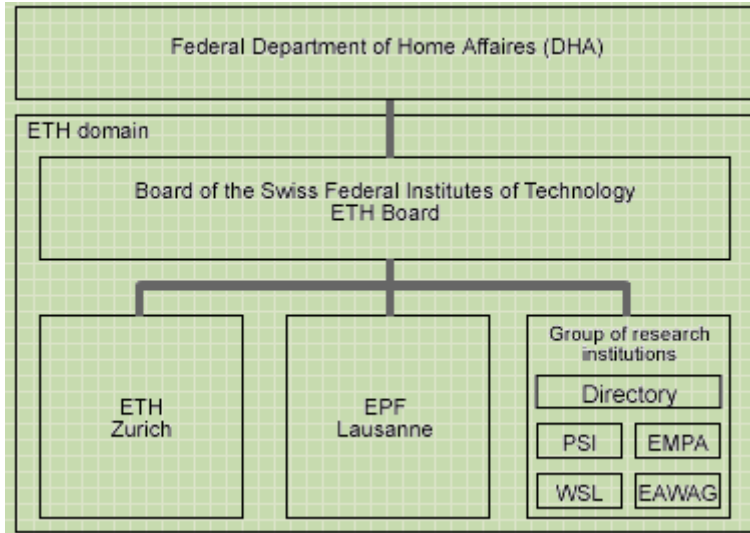 Federal Department of Home Affaires (DHA)
ETH domain
Board of the Swiss Federal Institutes of Technology
ETH Board
ETH
Zurich
EPF
Lausanne
Group of research
institutions
Directory
PSI
EMPA
WSL
EAWAG